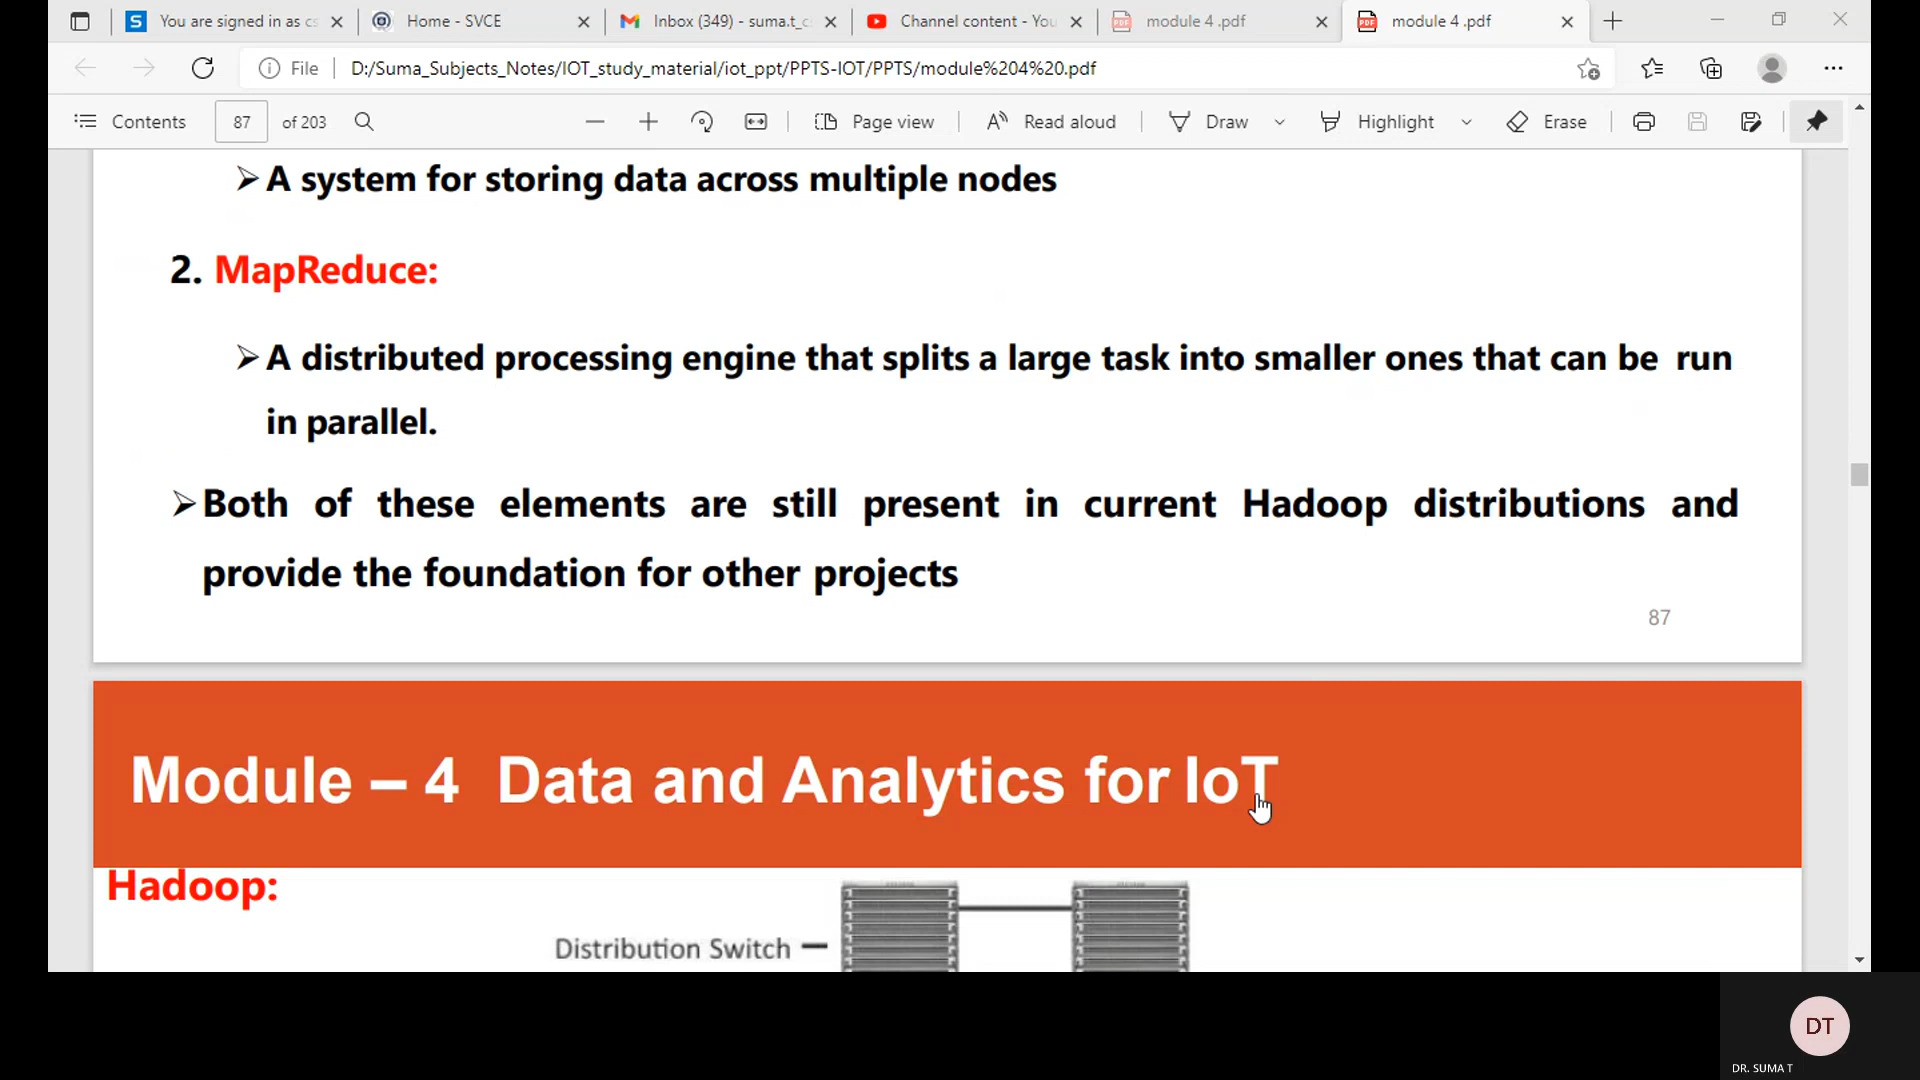 You are signed in as cs
Home - SVCE
Inbox (349) - suma.t_c
Channel content - You
module 4 .pdf
module 4 .pdf
File
D:/Suma_Subjects_Notes/IOT_study_material/iot_ppt/PPTS-IOT/PPTS/module%204%20.pdf
Contents
87
of 203
Page view
Read aloud
Draw
Highlight
Erase
➢A system for storing data across multiple nodes
2. MapReduce:
➢A distributed processing engine that splits a large task into smaller ones that can be run
in parallel.
➢Both of these elements are still present in current Hadoop distributions and
provide the foundation for other projects
87
Module – 4 Data and Analytics for IoT
Hadoop:
Distribution Switch
DT
DR. SUMA T